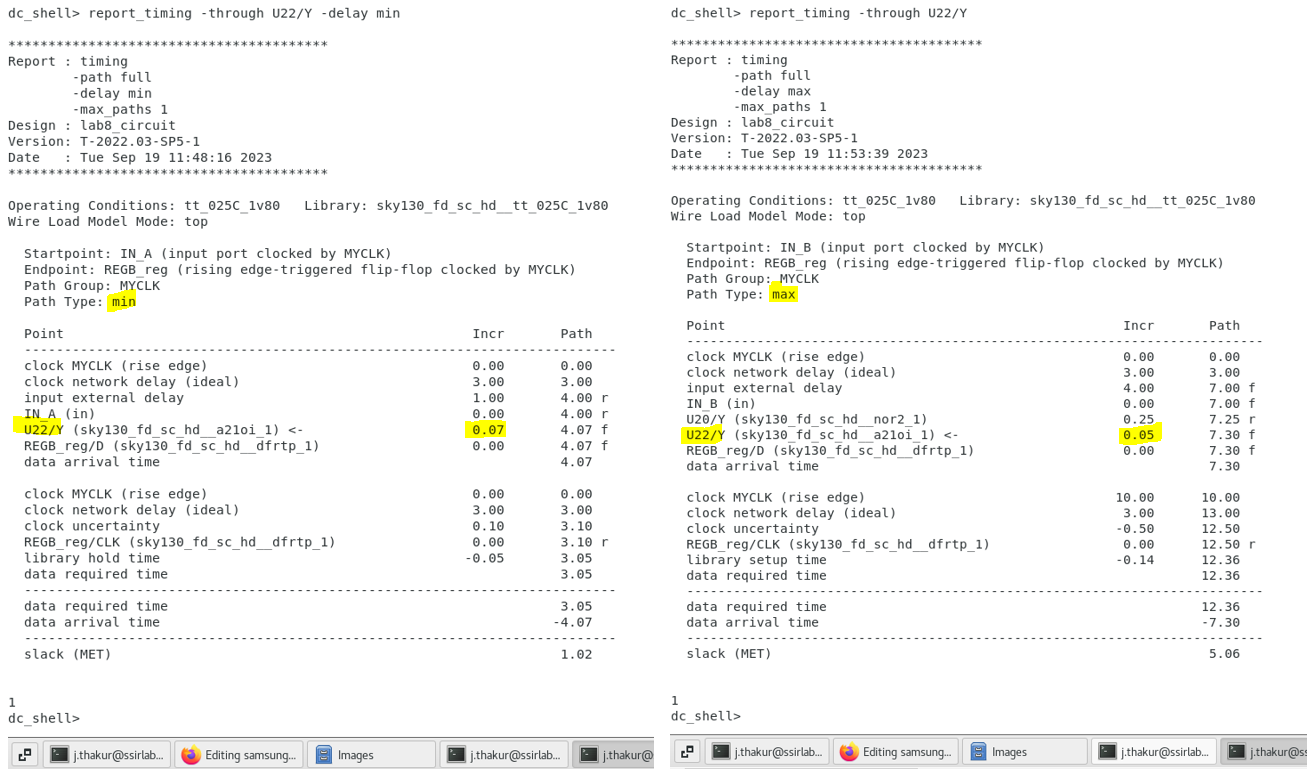 dc_shell> report_timing -through U22/Y -delay min
****************************************
Report : timing
-path full
-delay min
-max_paths 1
Design : lab8_circuit
Version: T-2022.03-SP5-1
Date : Tue Sep 19 11:48:16 2023
****************************************
Operating Conditions: tt_025C_1v80 Library: sky130_fd_sc_hd__tt_025C_1v80
Wire Load Model Mode: top
Startpoint: IN_A (input port clocked by MYCLK)
Endpoint: REGB_reg (rising edge-triggered flip-flop clocked by MYCLK)
Path Group: MYCLK
Path Type: min
Point Incr Path
--------------------------------------------------------------------------
clock MYCLK (rise edge) 0.00 0.00
clock network delay (ideal) 3.00 3.00
input external delay 1.00 4.00 r
IN_A (in) 0.00 4.00 r
U22/Y (sky130_fd_sc_hd__a21oi_1) <- 0.07 4.07 f
REGB_reg/D (sky130_fd_sc_hd__dfrtp_1) 0.00 4.07 f
data arrival time 4.07
clock MYCLK (rise edge) 0.00 0.00
clock network delay (ideal) 3.00 3.00
clock uncertainty 0.10 3.10
REGB_reg/CLK (sky130_fd_sc_hd__dfrtp_1) 0.00 3.10 r
library hold time -0.05 3.05
data required time 3.05
--------------------------------------------------------------------------
data required time 3.05
data arrival time -4.07
--------------------------------------------------------------------------
slack (MET) 1.02
1
dc_shell>
j.thakur@ssirlab...
Editing samsung...
Images
j.thakur@ssirlab...
j.thakur@
dc_shell> report_timing -through U22/Y
****************************************
Report : timing
-path full
-delay max
-max_paths 1
Design : lab8_circuit
Version: T-2022.03-SP5-1
Date : Tue Sep 19 11:53:39 2023
****************************************
Operating Conditions: tt_025C_1v80 Library: sky130_fd_sc_hd__tt_025C_1v80
Wire Load Model Mode: top
Startpoint: IN_B (input port clocked by MYCLK)
Endpoint: REGB_reg (rising edge-triggered flip-flop clocked by MYCLK)
Path Group: MYCLK
Path Type: max
Point Incr Path
--------------------------------------------------------------------------
clock MYCLK (rise edge) 0.00 0.00
clock network delay (ideal) 3.00 3.00
input external delay 4.00 7.00 f
IN_B (in) 0.00 7.00 f
U20/Y (sky130_fd_sc_hd__nor2_1) 0.25 7.25 r
U22/Y (sky130_fd_sc_hd__a21oi_1) <- 0.05 7.30 f
REGB_reg/D (sky130_fd_sc_hd__dfrtp_1) 0.00 7.30 f
data arrival time 7.30
clock MYCLK (rise edge) 10.00 10.00
clock network delay (ideal) 3.00 13.00
clock uncertainty -0.50 12.50
REGB_reg/CLK (sky130_fd_sc_hd__dfrtp_1) 0.00 12.50 r
library setup time -0.14 12.36
data required time 12.36
--------------------------------------------------------------------------
data required time 12.36
data arrival time -7.30
--------------------------------------------------------------------------
slack (MET) 5.06
1
dc_shell>
j.thakur@ssirlab...
Editing samsung...
Images
j.thakur@ssirlab...
j.thakur@ss